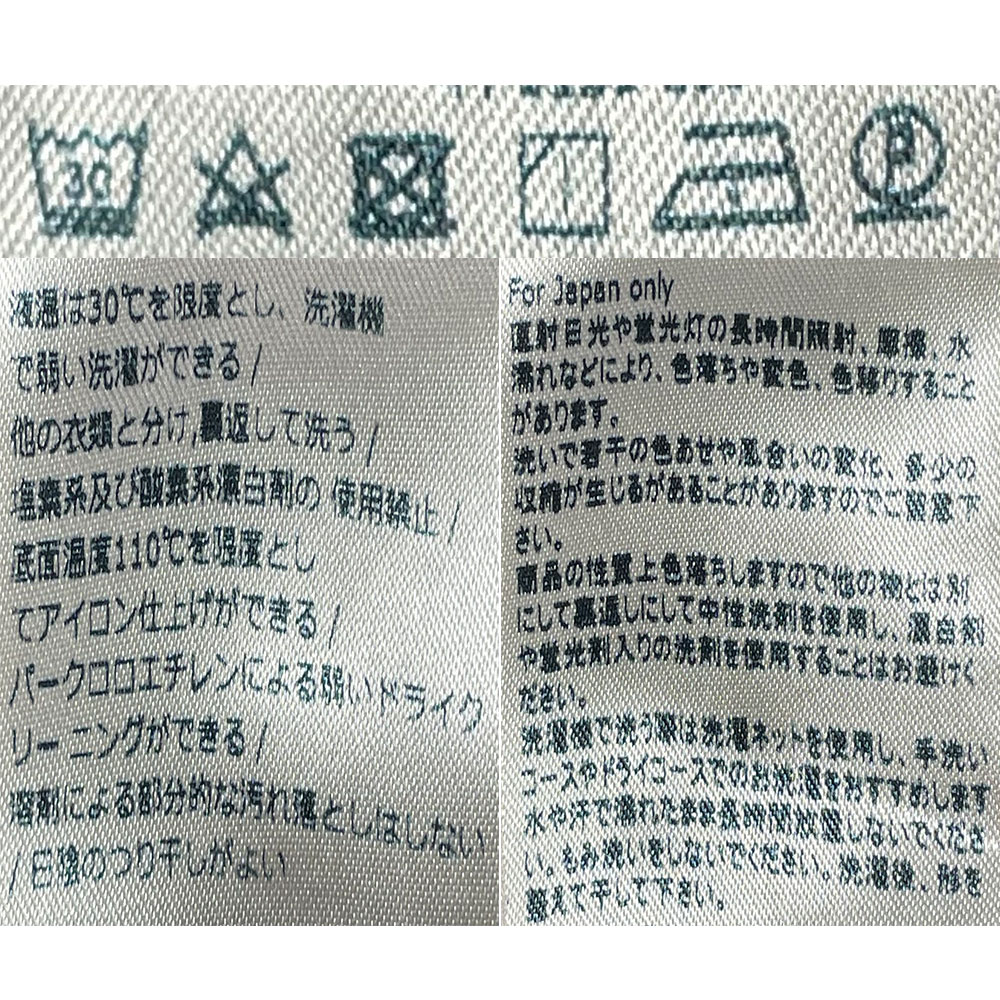 30
P
液温は30℃を限度とし、洗濯機
で弱い洗濯ができる /
他の衣類と分け,裏返して洗う /
塩素系及び酸素系漂白剤の 使用禁止 /
底面温度110℃を限度とし
てアイロン仕上げができる /
パークロロエチレンによる弱いドライク
リーニングができる /
溶剤による部分的な汚れ落としはしない
/ 日陰のつり干しがよい
For Japan only
直射日光や蛍光灯の長時間照射、摩擦、水
濡れなどにより、色落ちや変色、色移りすること
があります。
洗いで若干の色あせや風合いの変化、多少の
収縮が生じるがあることがありますのでご留意下
さい。
商品の性質上色落ちしますので他の物とは別
にして裏返しにして中性洗剤を使用し、漂白剤
や蛍光剤入りの洗剤を使用することはお避けく
ださい。
洗濯機で洗う際は洗濯ネットを使用し、手洗い
コースやドライコースでのお洗濯をおすすめします
水や汗で濡れたまま長時間放置しないでくださ
い。もみ洗いをしないでください。洗濯後、形を
整えて干して下さい。